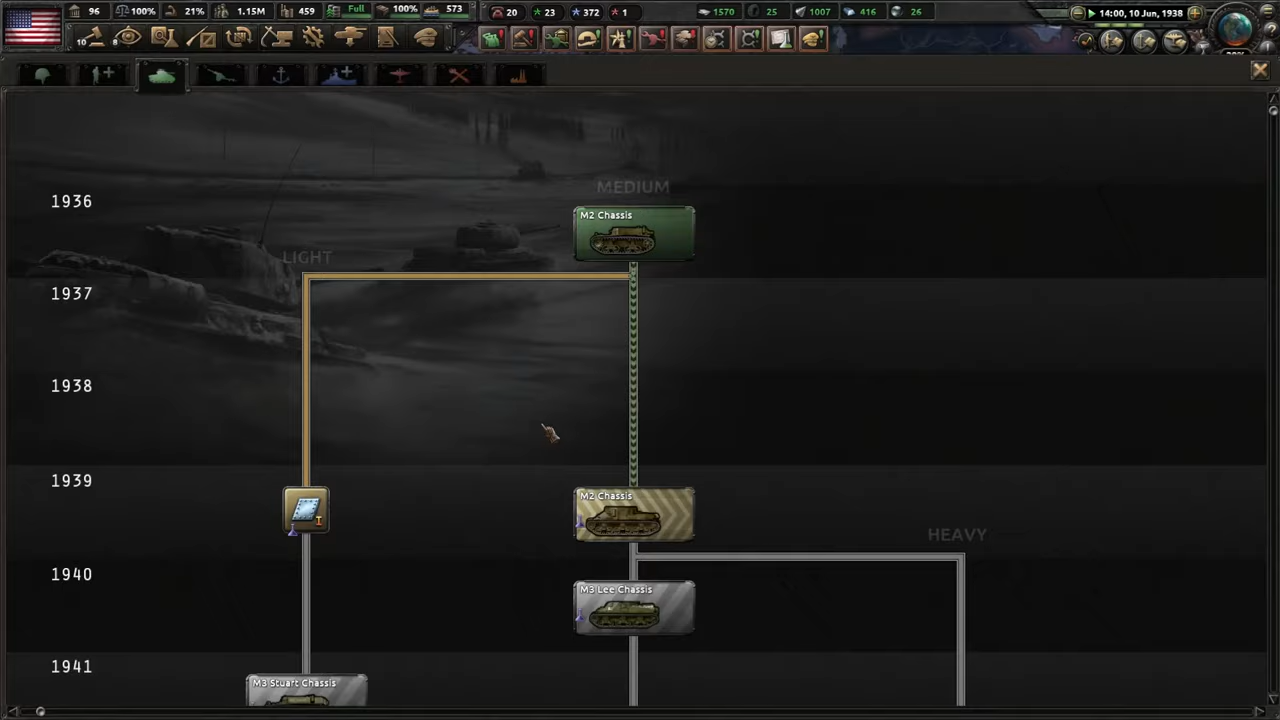 96 100% 21% 1.15M 459 Full 100% 573 20 23 372 1 1570 25 1007 416 26 14:00, 10 Jun, 1938
10 8
MEDIUM
1936
M2 Chassis
LIGHT
1937
1938
1939
M2 Chassis
I
HEAVY
1940
M3 Lee Chassis
1941
M3 Stuart Chassis